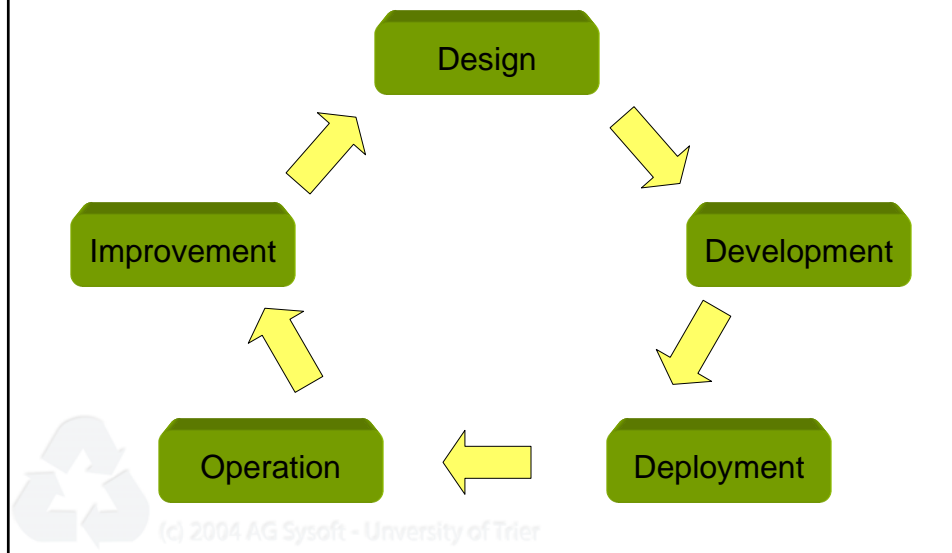 Design
Improvement
Development
Operation
Deployment
(c) 2004 AG Sysoft - Unversity of Trier